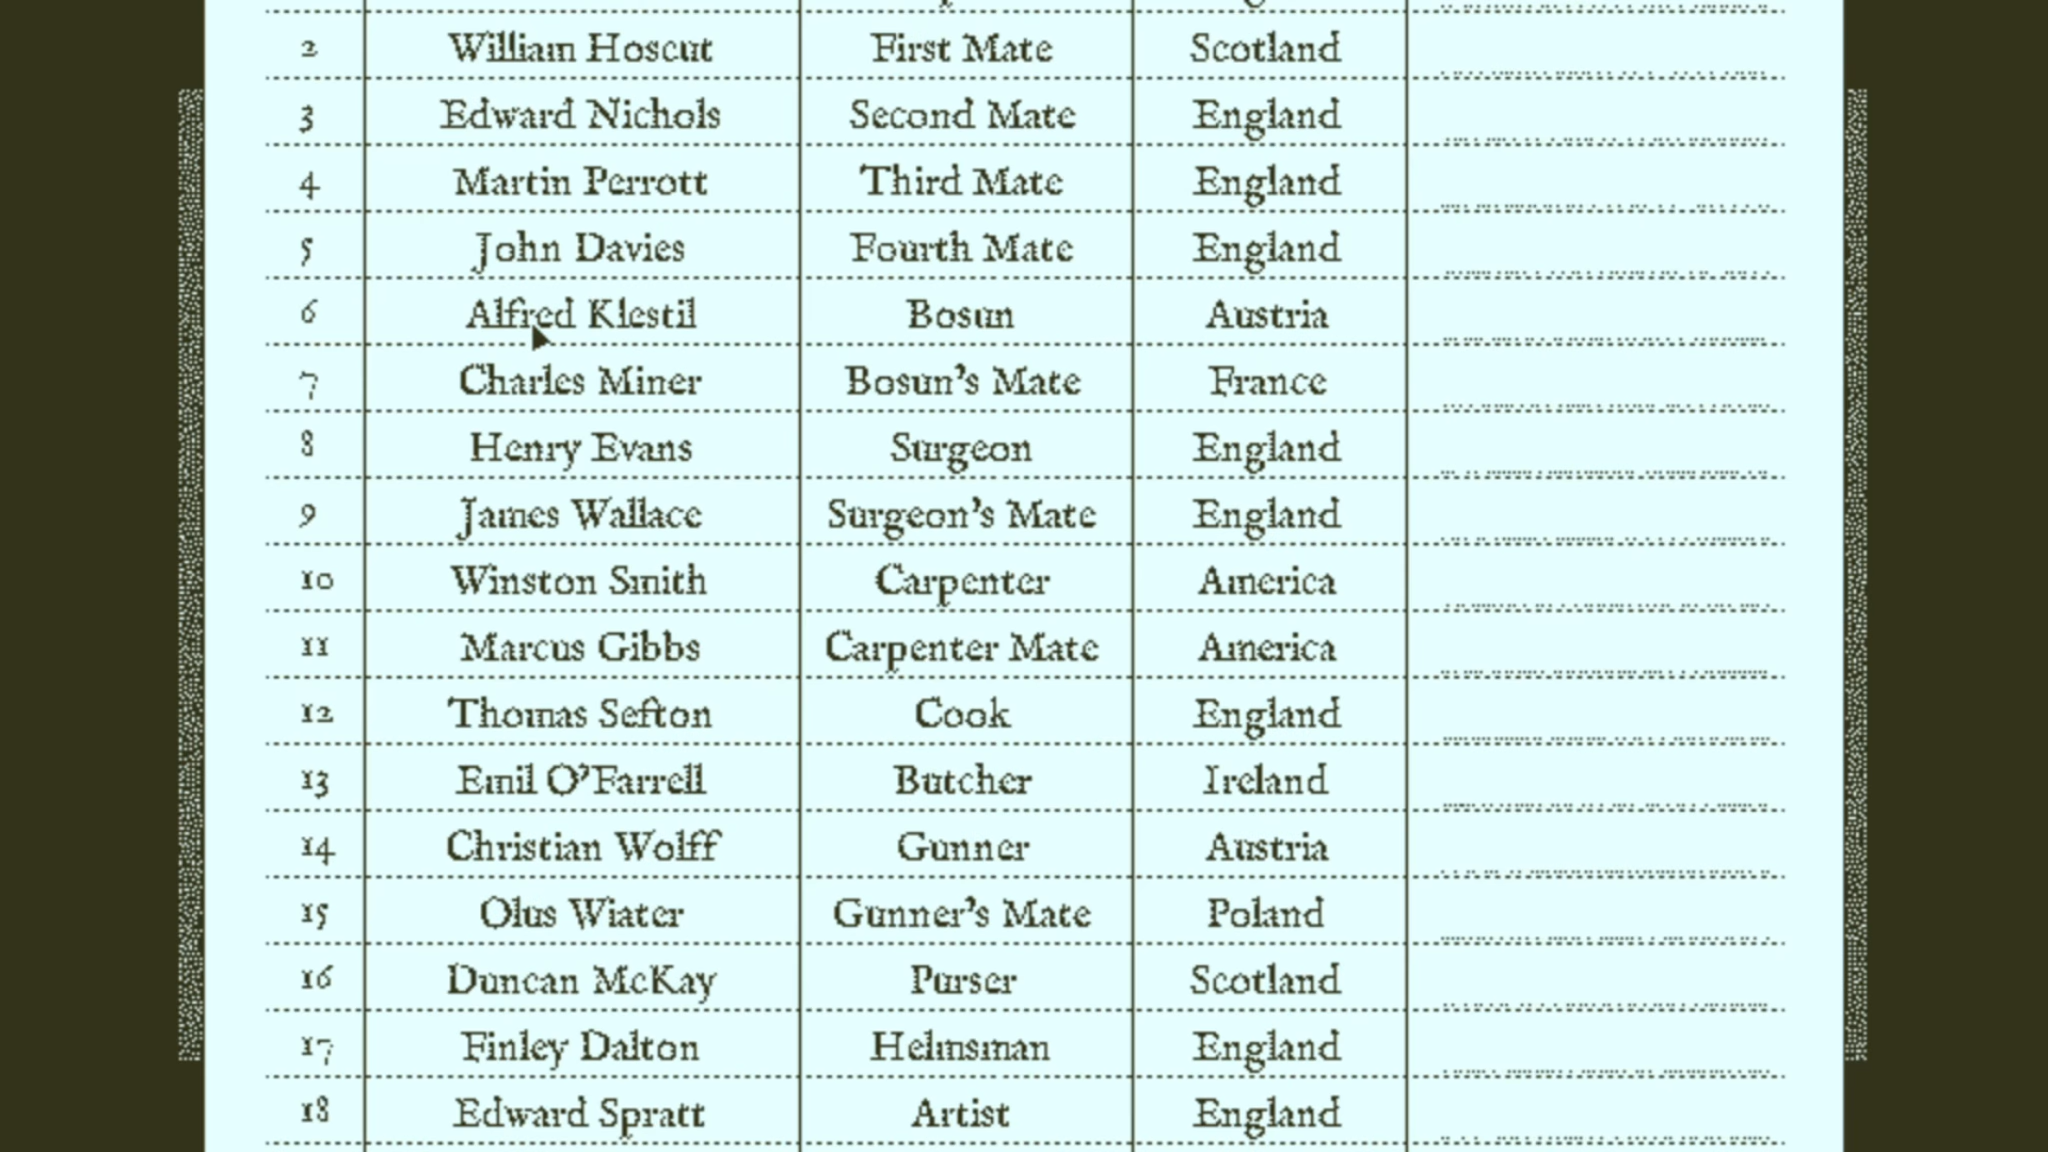 2 William Hoscut First Mate Scotland
3 Edward Nichols Second Mate England
4 Martin Perrott Third Mate England
5 John Davies Fourth Mate England
6 Alfred Klestil Bosun Austria
7 Charles Miner Bosun's Mate France
8 Henry Evans Surgeon England
9 James Wallace Surgeon's Mate England
10 Winston Smith Carpenter America
11 Marcus Gibbs Carpenter Mate America
12 Thomas Sefton Cook England
13 Emil O'Farrell Butcher Ireland
14 Christian Wolff Gunner Austria
15 Olus Wiater Gunner's Mate Poland
16 Duncan McKay Purser Scotland
17 Finley Dalton Helmsman England
18 Edward Spratt Artist England